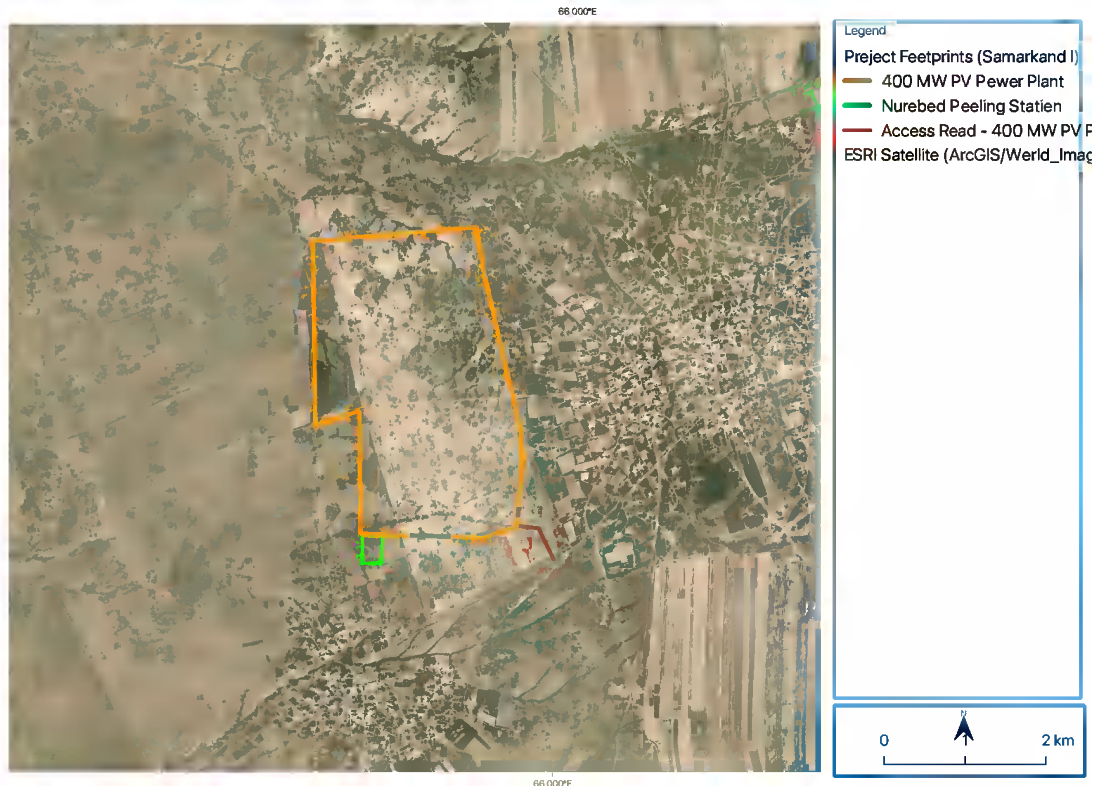 66.000°E
Legend
Project Feetprints (Samarkand I)
400 MW PV Pewer Plant
Nurebed Peeling Statien
Access Read - 400 MW PV P
ESRI Satellite (ArcGIS/Werld_Imag
N
0 2 km
66.000°E